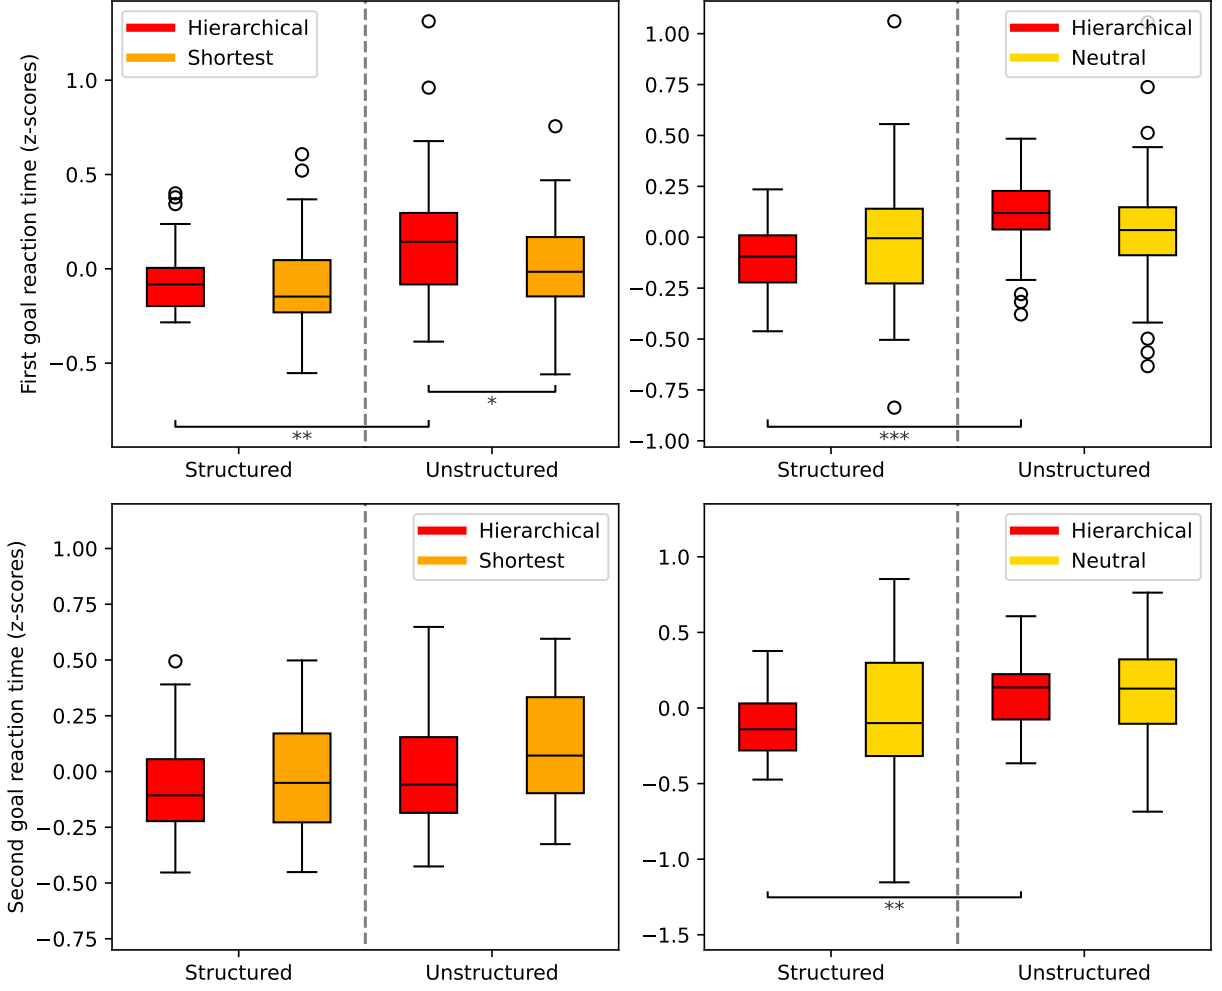 First goal reaction time (z-scores)
1.0
0.5
0.0
−0.5
Hierarchical
Shortest
*
**
Structured
Unstructured
1.00
0.75
0.50
0.25
0.00
−0.25
−0.50
−0.75
−1.00
Hierarchical
Neutral
***
Structured
Unstructured
Second goal reaction time (z-scores)
1.00
0.75
0.50
0.25
0.00
−0.25
−0.50
−0.75
Hierarchical
Shortest
Structured
Unstructured
1.0
0.5
0.0
−0.5
−1.0
−1.5
Hierarchical
Neutral
**
Structured
Unstructured